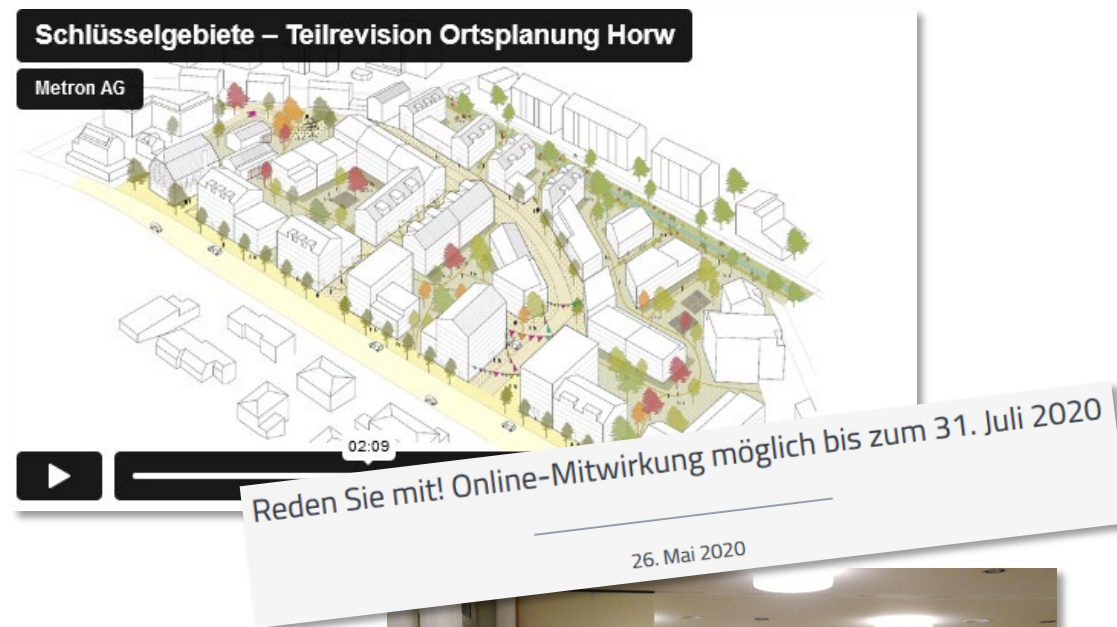 Schlüsselgebiete – Teilrevision Ortsplanung Horw
Metron AG
02:09
Reden Sie mit! Online-Mitwirkung möglich bis zum 31. Juli 2020
26. Mai 2020